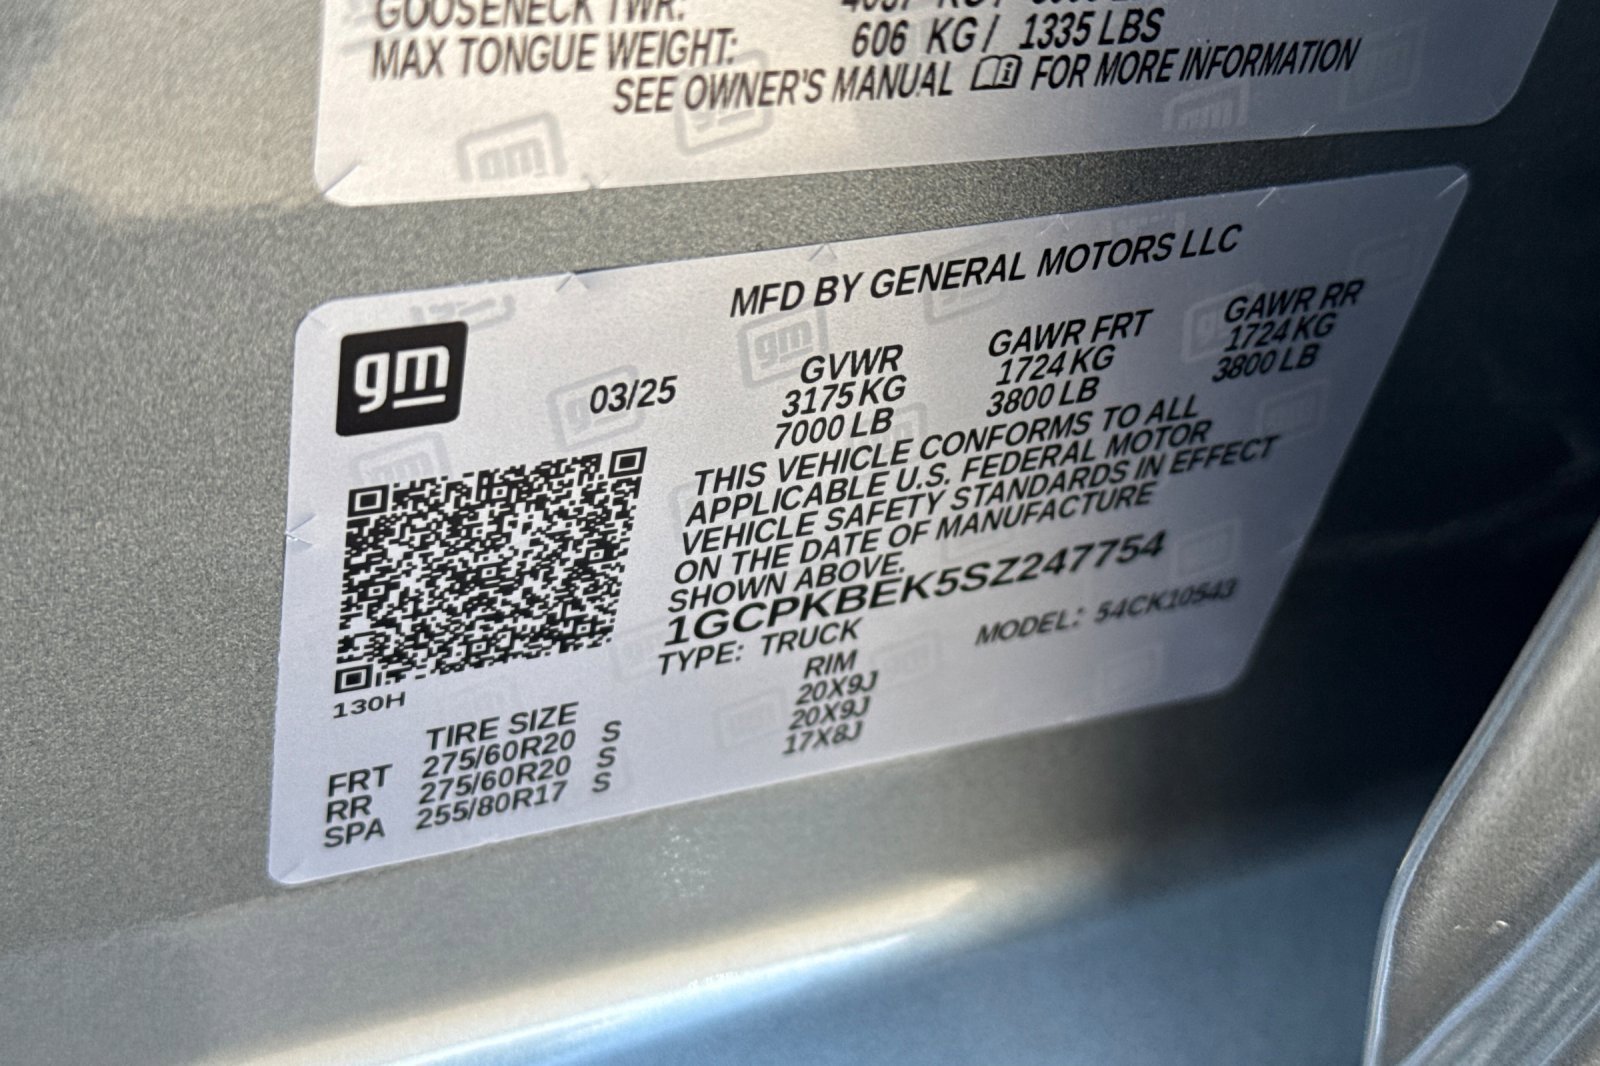 GOOSENECK TWR:
MAX TONGUE WEIGHT: 606 KG / 1335 LBS
SEE OWNER'S MANUAL FOR MORE INFORMATION
MFD BY GENERAL MOTORS LLC
gm
03/25
GVWR GAWR FRT GAWR RR
3175 KG 1724 KG 1724 KG
7000 LB 3800 LB 3800 LB
THIS VEHICLE CONFORMS TO ALL
APPLICABLE U.S. FEDERAL MOTOR
VEHICLE SAFETY STANDARDS IN EFFECT
ON THE DATE OF MANUFACTURE
SHOWN ABOVE.
1GCPKBEK5SZ247754
TYPE: TRUCK MODEL: 54CK10543
130H
TIRE SIZE RIM
FRT 275/60R20 S 20X9J
RR 275/60R20 S 20X9J
SPA 255/80R17 S 17X8J